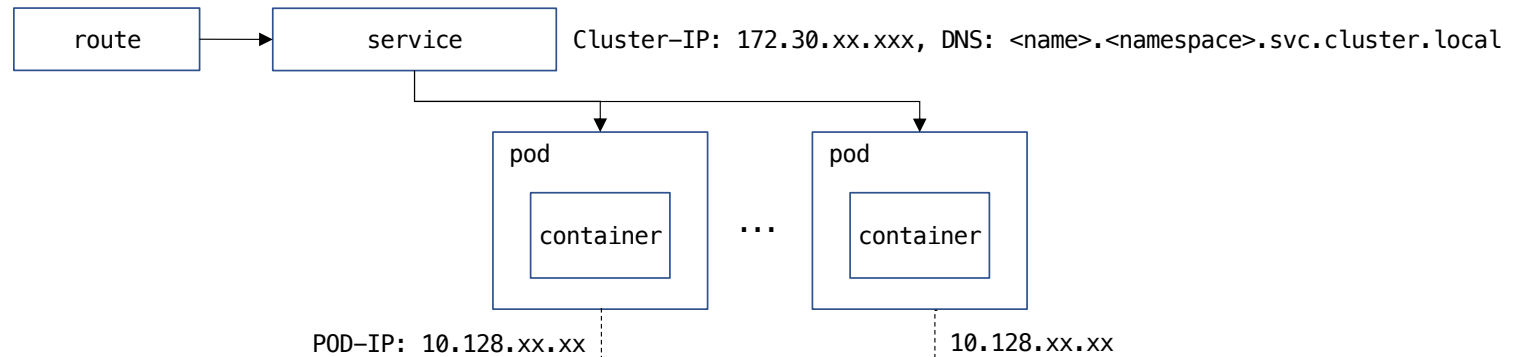 route
service
Cluster-IP: 172.30.xx.xxx, DNS: <name>.<namespace>.svc.cluster.local
pod
pod
container
...
container
POD-IP: 10.128.xx.xx
10.128.xx.xx